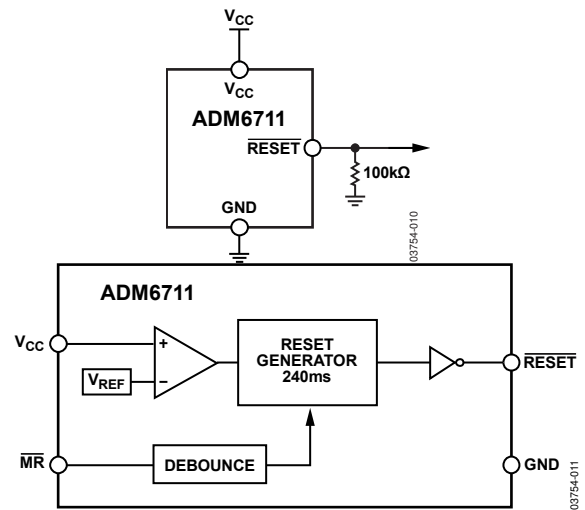 VCC
VCC
ADM6711
RESET
100kΩ
GND
03754-010
ADM6711
VCC
+
VREF
−
RESET
GENERATOR
240ms
RESET
MR
DEBOUNCE
GND
03754-011